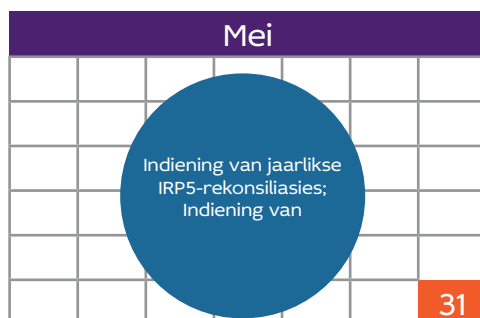 Mei
Indiening van jaarlikse
IRP5-rekonsiliasies;
Indiening van
31